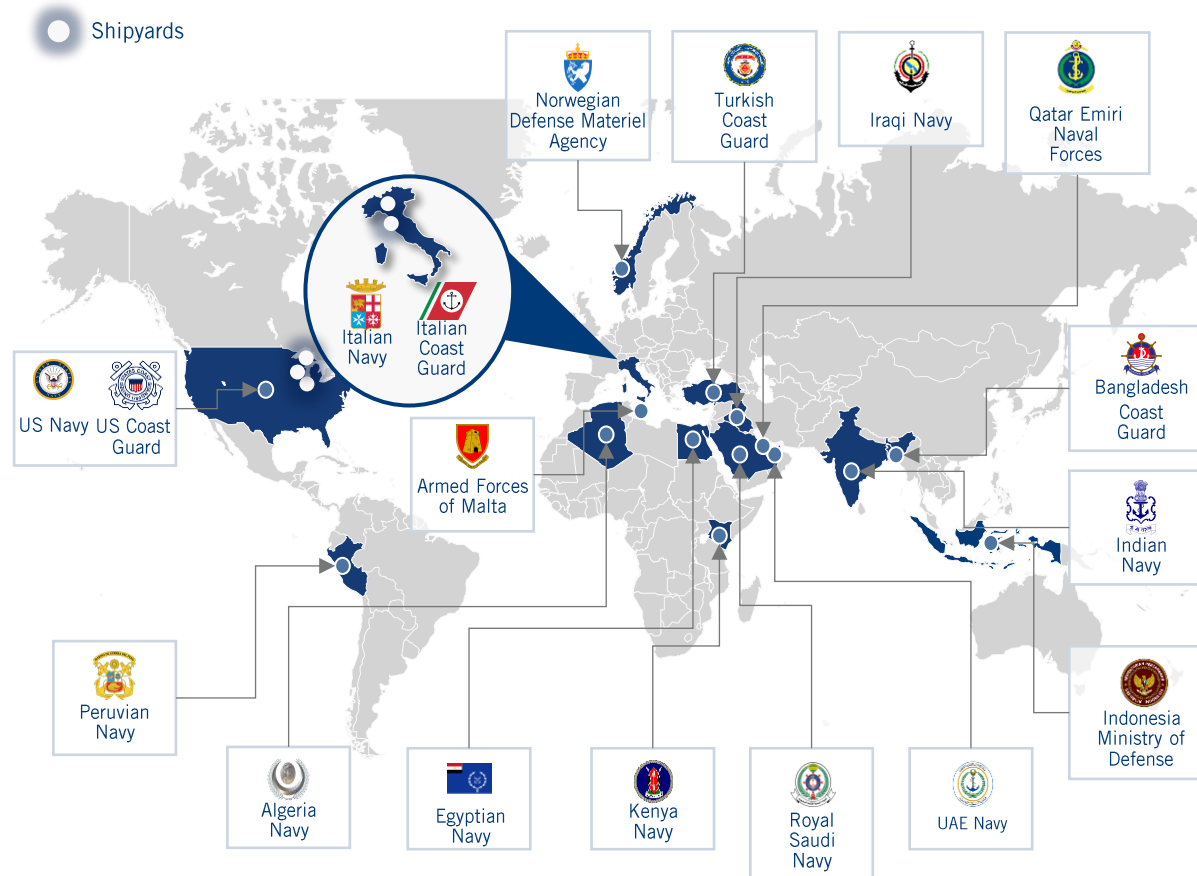 Shipyards
Norwegian
Defense Materiel
Agency
Turkish
Coast
Guard
Iraqi Navy
Qatar Emiri
Naval
Forces
Italian
Navy
Italian
Coast
Guard
US Navy
US Coast
Guard
Armed Forces
of Malta
Bangladesh
Coast
Guard
Indian
Navy
Peruvian
Navy
Indonesia
Ministry of
Defense
Algeria
Navy
Egyptian
Navy
Kenya
Navy
Royal
Saudi
Navy
UAE Navy